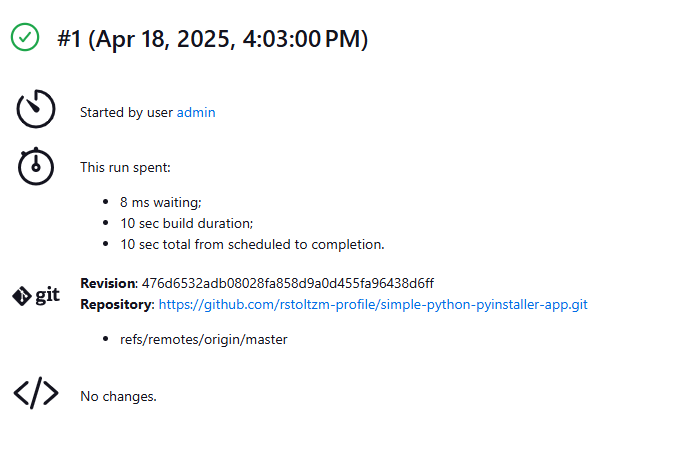 #1 (Apr 18, 2025, 4:03:00 PM)
Started by user admin
This run spent:
8 ms waiting;
10 sec build duration;
10 sec total from scheduled to completion.
git
Revision: 476d6532adb08028fa858d9a0d455fa96438d6ff
Repository: https://github.com/rstoltzm-profile/simple-python-pyinstaller-app.git
refs/remotes/origin/master
No changes.